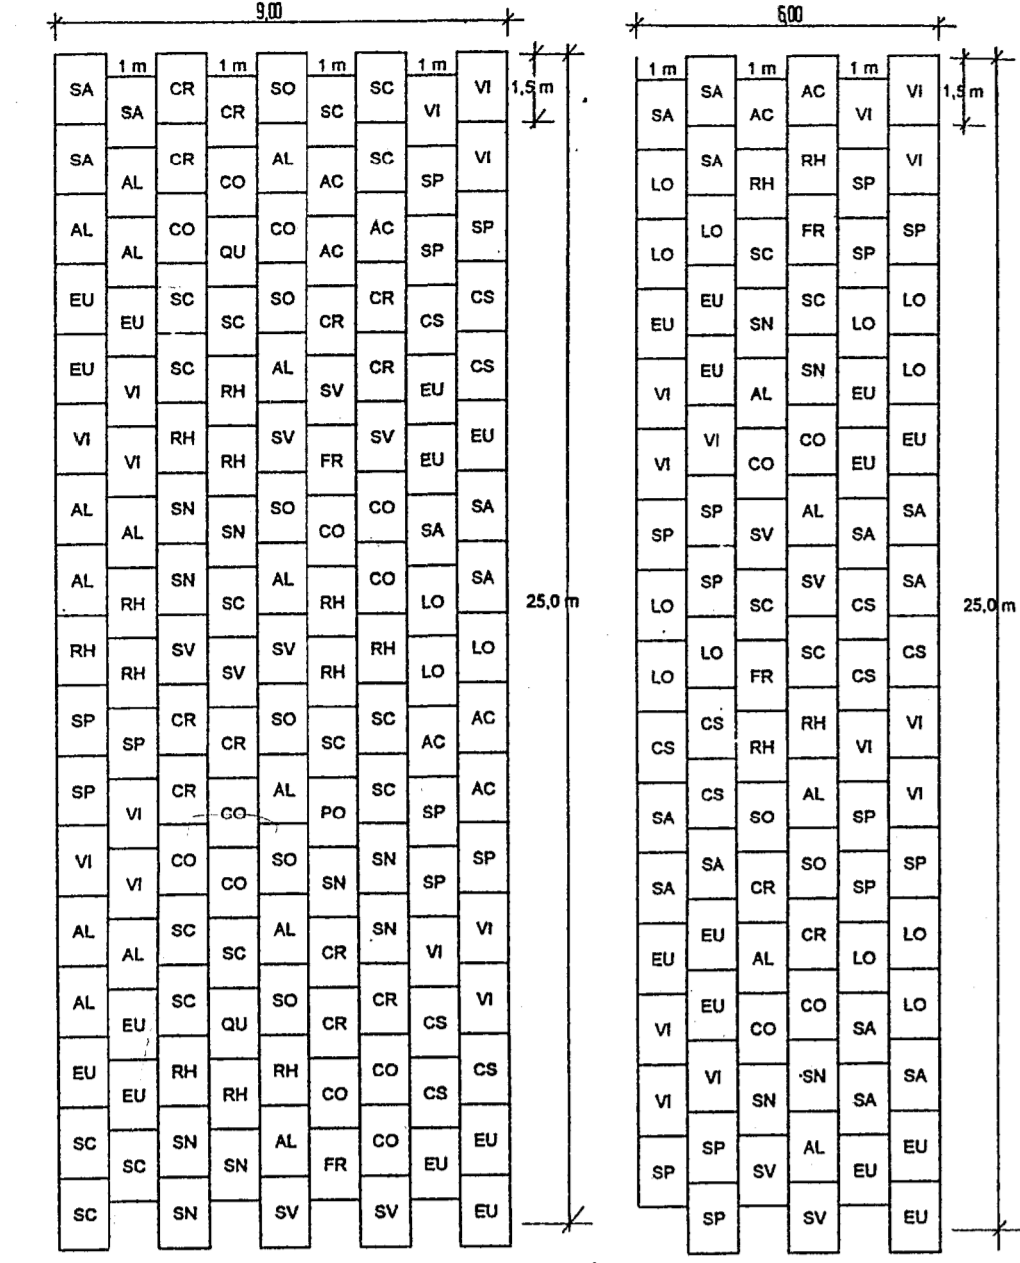 9,00
1 m 1 m 1 m 1 m
SA CR SO SC VI 1,5 m
SA CR SC VI
SA CR AL SC VI
AL CO AC SP
AL CO CO AC SP
AL QU AC SP
EU SC SO CR CS
EU SC CR CS
EU SC AL CR CS
VI RH SV EU
VI RH SV SV EU
VI RH FR EU
AL SN SO CO SA
AL SN CO SA
AL SN AL CO SA
RH SC RH LO 25,0 m
RH SV SV RH LO
RH SV RH LO
SP CR SO SC AC
SP CR SC AC
SP CR AL SC AC
VI CO PO SP
VI CO SO SN SP
VI CO SN SP
AL SC AL SN VI
AL SC CR VI
AL SC SO CR VI
EU QU CR CS
EU RH RH CO CS
EU RH CO CS
SC SN AL CO EU
SC SN FR EU
SC SN SV SV EU
6,00
1 m 1 m 1 m
SA AC VI 1,5 m
SA AC VI
SA RH VI
LO RH SP
LO FR SP
LO SC SP
EU SC LO
EU SN LO
EU SN LO
VI AL EU
VI CO EU
VI CO EU
SP AL SA
SP SV SA
SP SV SA
LO SC CS 25,0 m
LO SC CS
LO FR CS
CS RH VI
CS RH VI
CS AL VI
SA SO SP
SA SO SP
SA CR SP
EU CR LO
EU AL LO
EU CO LO
VI CO SA
VI SN SA
VI SN SA
SP AL EU
SP SV EU
SP SV EU